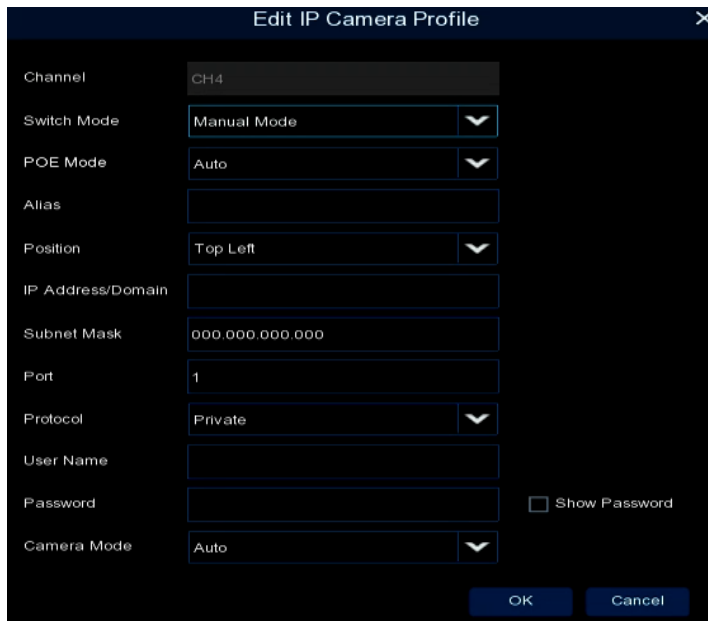 Edit IP Camera Profile
Channel CH4
Switch Mode Manual Mode
POE Mode Auto
Alias
Position Top Left
IP Address/Domain
Subnet Mask 000.000.000.000
Port 1
Protocol Private
User Name
Password Show Password
Camera Mode Auto
OK Cancel